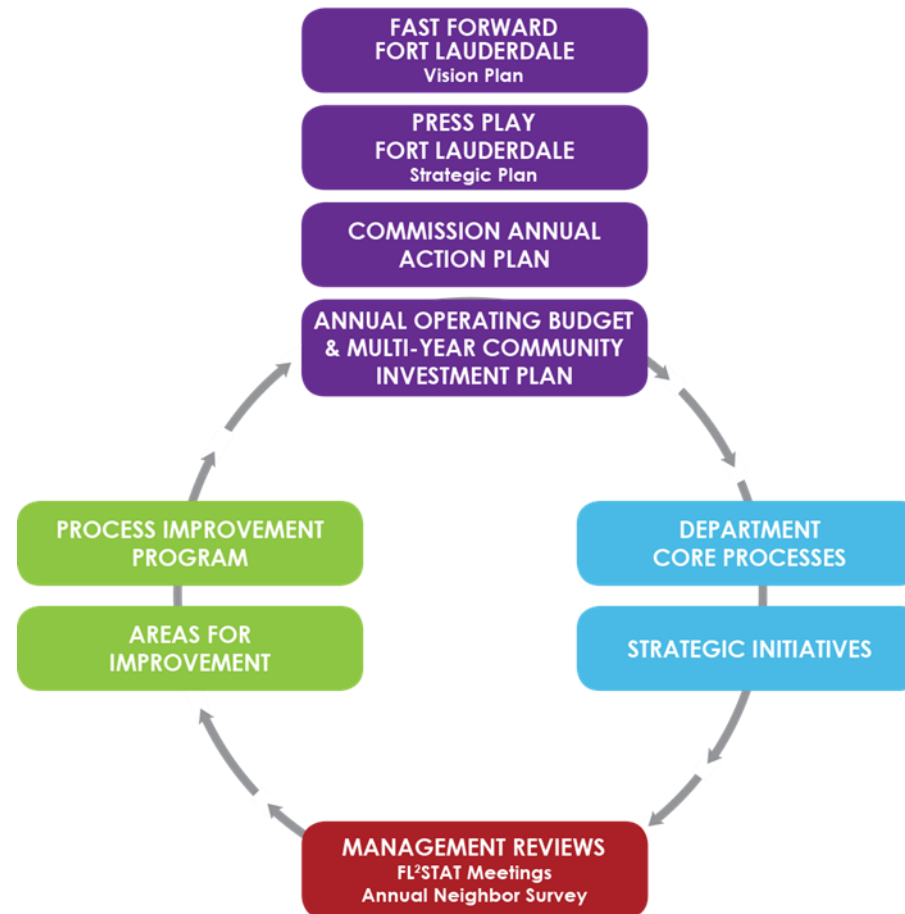 FAST FORWARD
FORT LAUDERDALE
Vision Plan
PRESS PLAY
FORT LAUDERDALE
Strategic Plan
COMMISSION ANNUAL
ACTION PLAN
ANNUAL OPERATING BUDGET
& MULTI-YEAR COMMUNITY
INVESTMENT PLAN
PROCESS IMPROVEMENT
PROGRAM
AREAS FOR
IMPROVEMENT
DEPARTMENT
CORE PROCESSES
STRATEGIC INITIATIVES
MANAGEMENT REVIEWS
FL²STAT Meetings
Annual Neighbor Survey